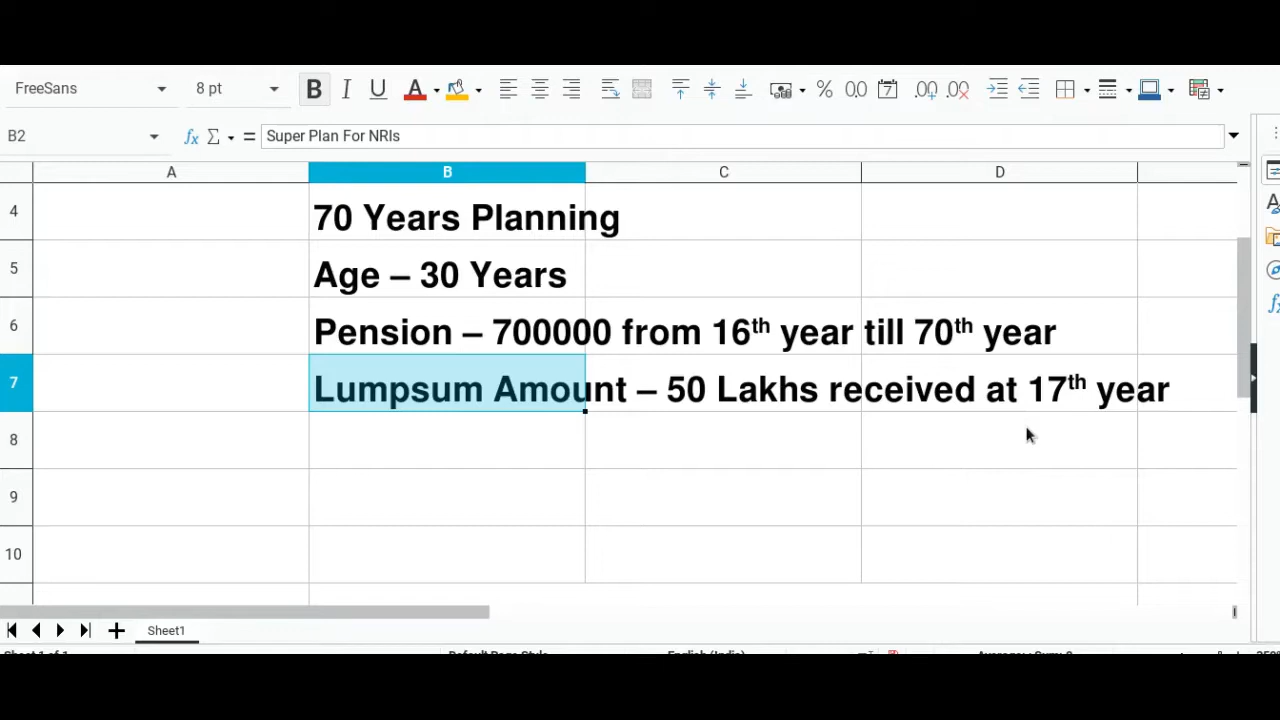 FreeSans 8 pt
B2 Super Plan For NRIs
A B C D
4 70 Years Planning
5 Age – 30 Years
6 Pension – 700000 from 16th year till 70th year
7 Lumpsum Amount – 50 Lakhs received at 17th year
8
9
10
Sheet1